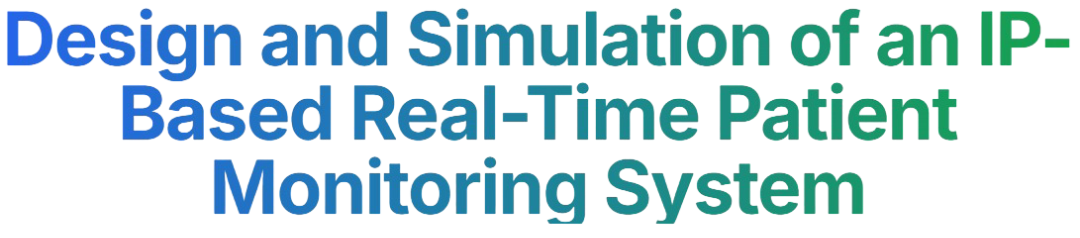 Design and Simulation of an IP-
Based Real-Time Patient
Monitoring System